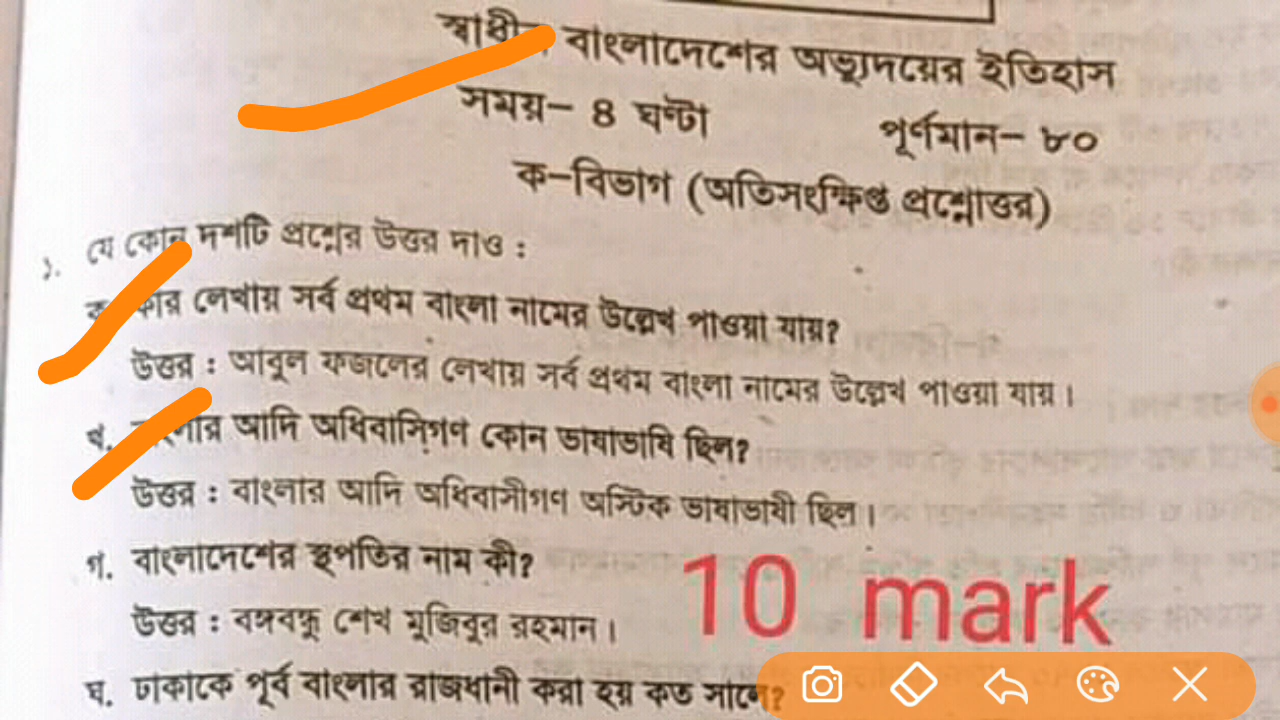 স্বাধীন বাংলাদেশের অভ্যুদয়ের ইতিহাস
সময়– ৪ ঘণ্টা পূর্ণমান– ৮০
ক–বিভাগ (অতিসংক্ষিপ্ত প্রশ্নোত্তর)
১. যে কোন দশটি প্রশ্নের উত্তর দাও :
ক. কার লেখায় সর্ব প্রথম বাংলা নামের উল্লেখ পাওয়া যায়?
উত্তর : আবুল ফজলের লেখায় সর্ব প্রথম বাংলা নামের উল্লেখ পাওয়া যায়।
খ. বাংলার আদি অধিবাসিগণ কোন ভাষাভাষি ছিল?
উত্তর : বাংলার আদি অধিবাসীগণ অস্টিক ভাষাভাষী ছিল।
গ. বাংলাদেশের স্থপতির নাম কী?
উত্তর : বঙ্গবন্ধু শেখ মুজিবুর রহমান।
10 mark
ঘ. ঢাকাকে পূর্ব বাংলার রাজধানী করা হয় কত সালে?